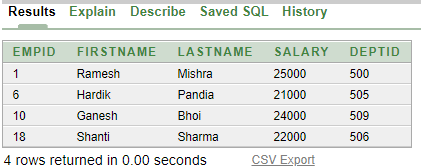 Results Explain Describe Saved SQL History
EMPID FIRSTNAME LASTNAME SALARY DEPTID
1 Ramesh Mishra 25000 500
6 Hardik Pandia 21000 505
10 Ganesh Bhoi 24000 509
18 Shanti Sharma 22000 506
4 rows returned in 0.00 seconds CSV Export